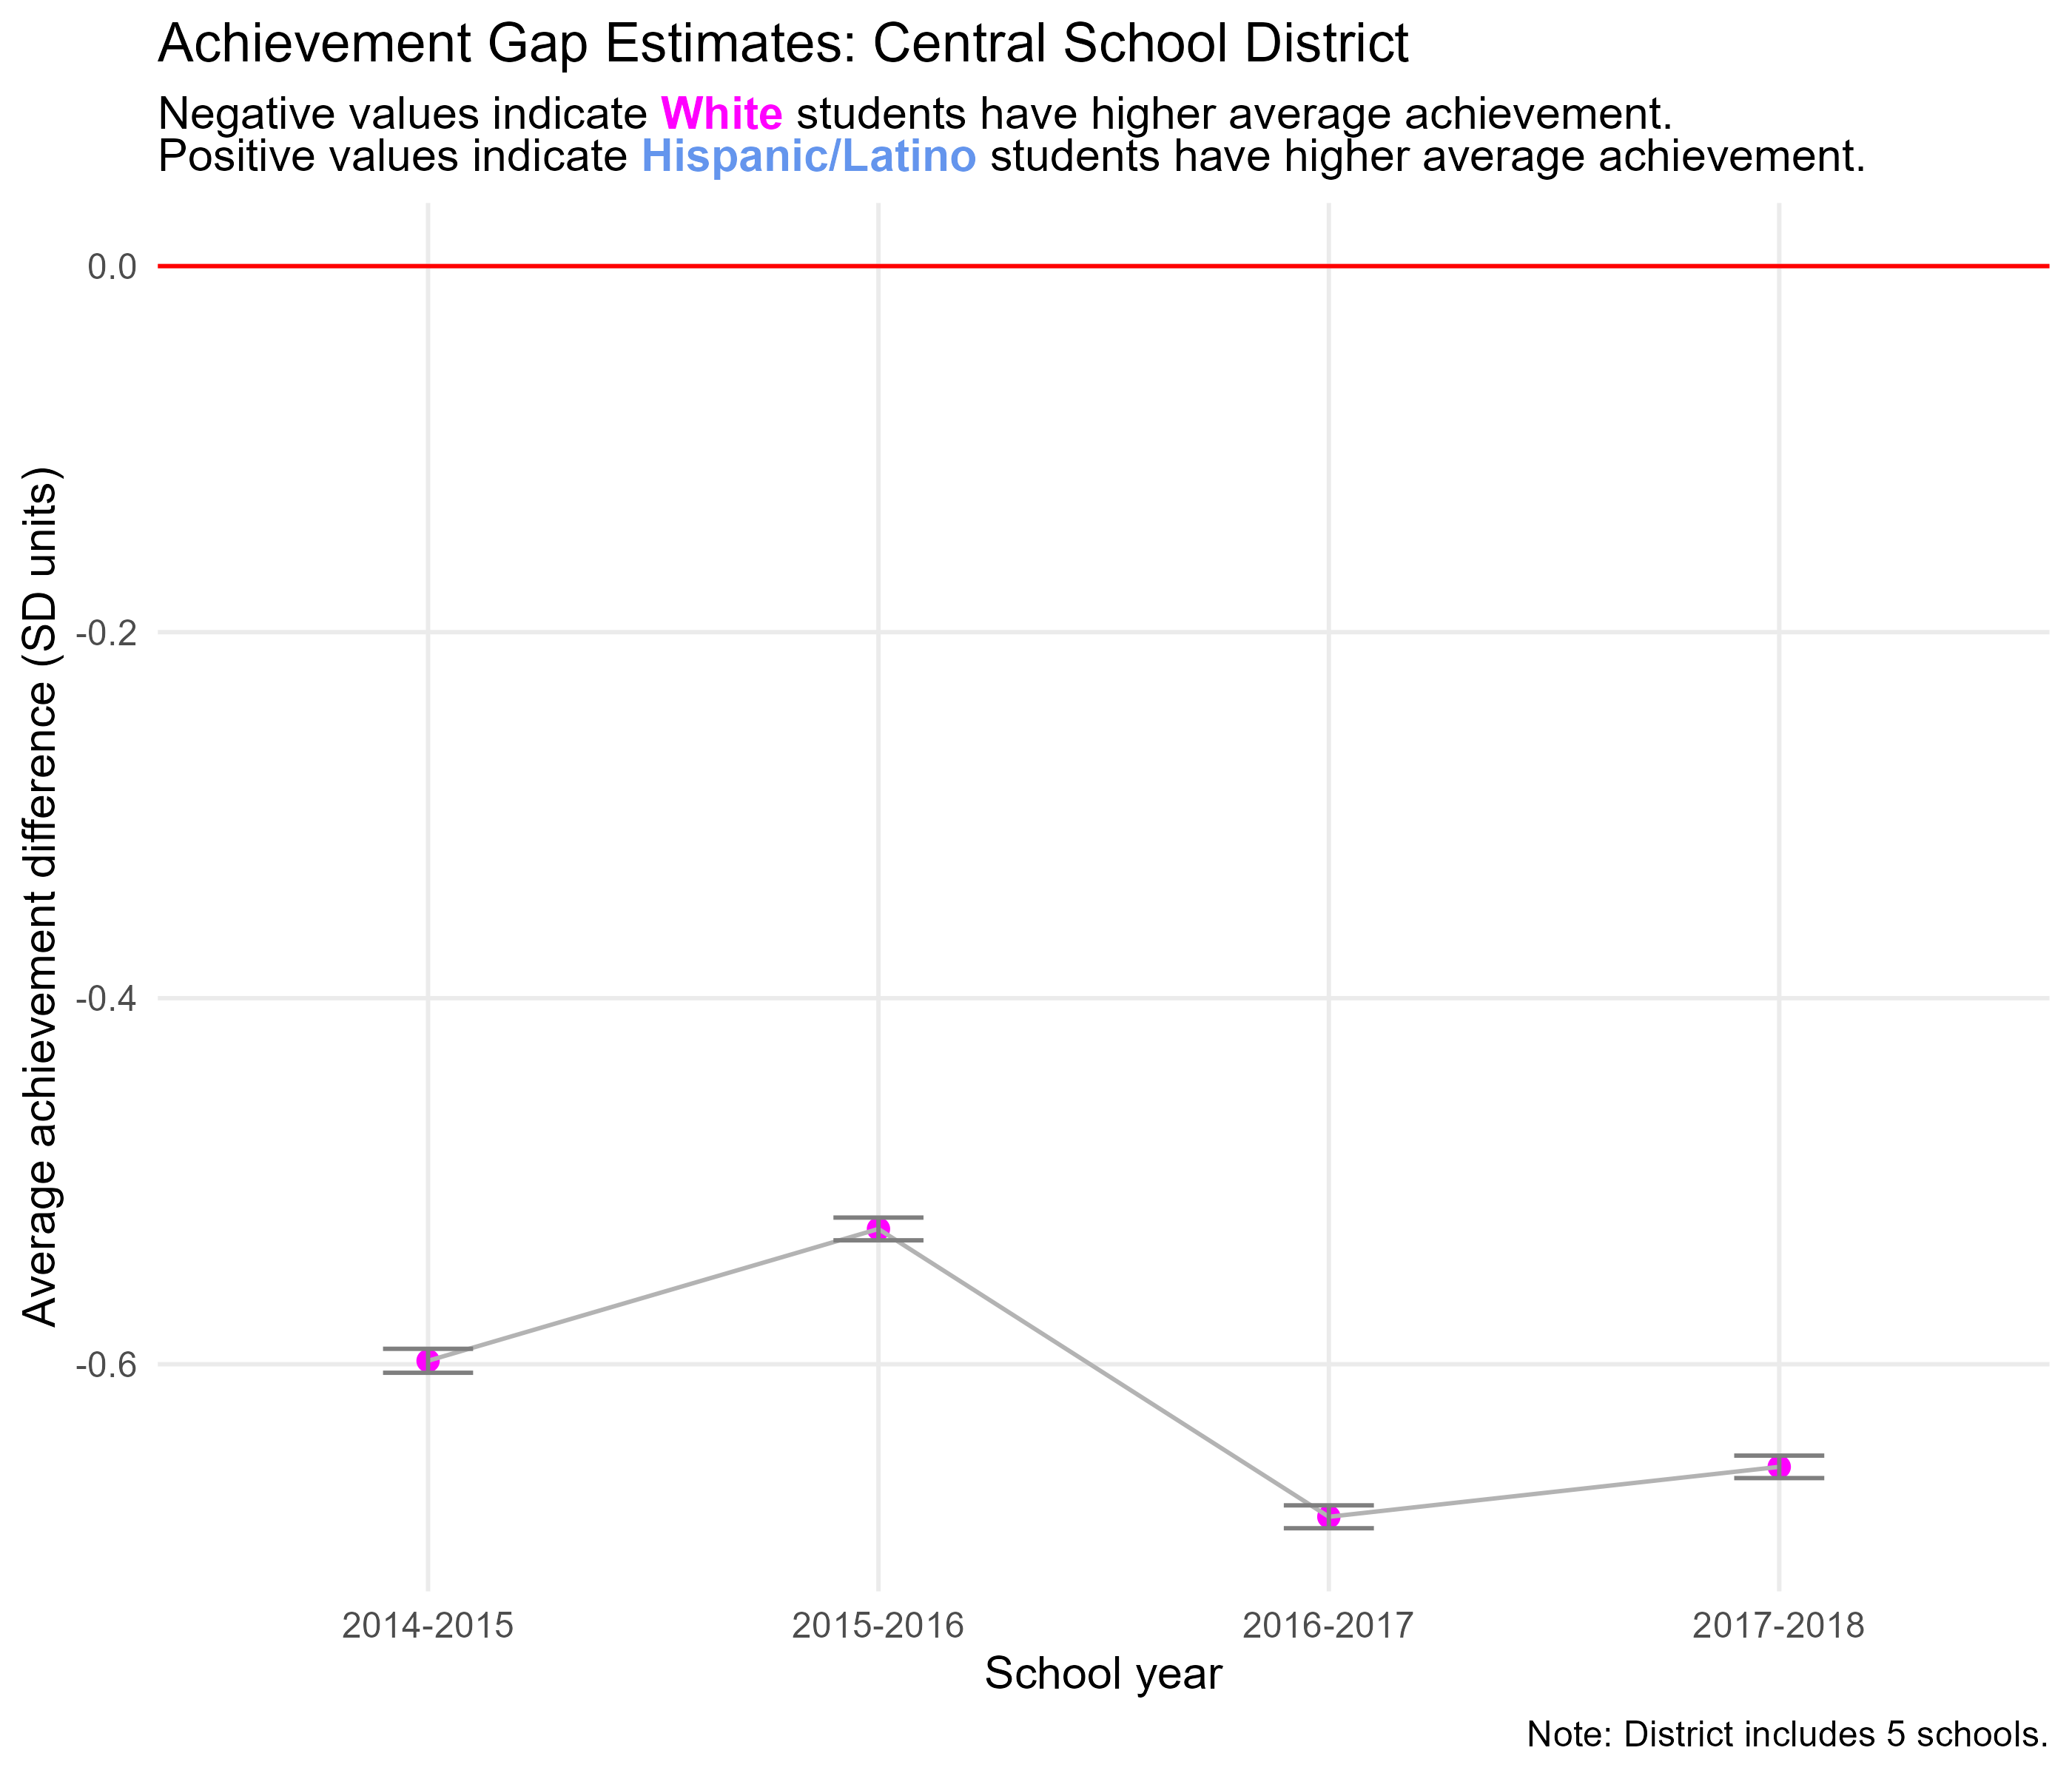 Achievement Gap Estimates: Central School District
Negative values indicate White students have higher average achievement.
Positive values indicate Hispanic/Latino students have higher average achievement.
Average achievement difference (SD units)
0.0
-0.2
-0.4
-0.6
2014-2015
2015-2016
2016-2017
2017-2018
School year
Note: District includes 5 schools.